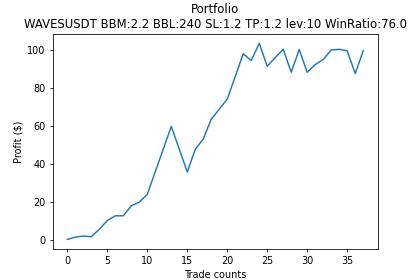 Portfolio
WAVESUSDT BBM:2.2 BBL:240 SL:1.2 TP:1.2 lev:10 WinRatio:76.0
Profit ($)
100
80
60
40
20
0
0 5 10 15 20 25 30 35
Trade counts